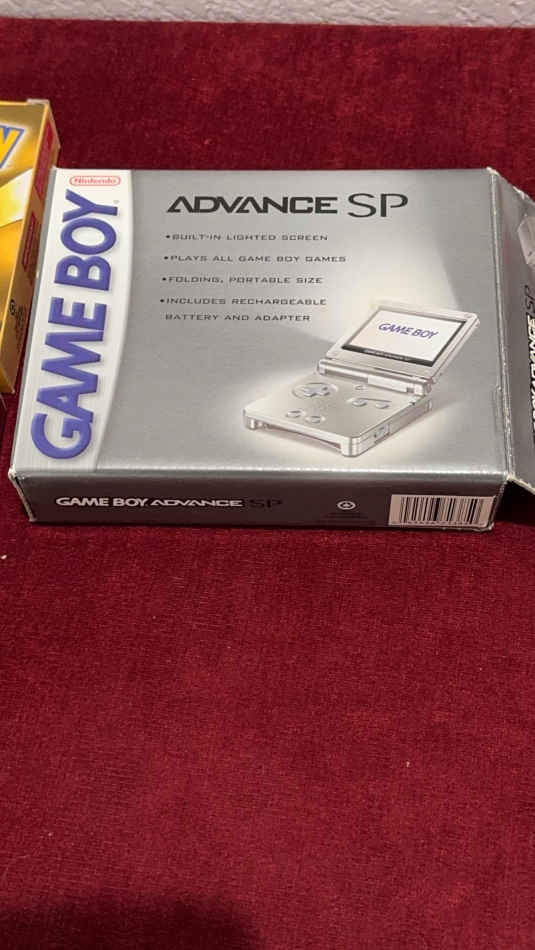 Nintendo
GAME BOY
ADVANCE SP
•BUILT-IN LIGHTED SCREEN
•PLAYS ALL GAME BOY GAMES
•FOLDING, PORTABLE SIZE
•INCLUDES RECHARGEABLE
BATTERY AND ADAPTER
GAME BOY
GAME BOY ADVANCE SP